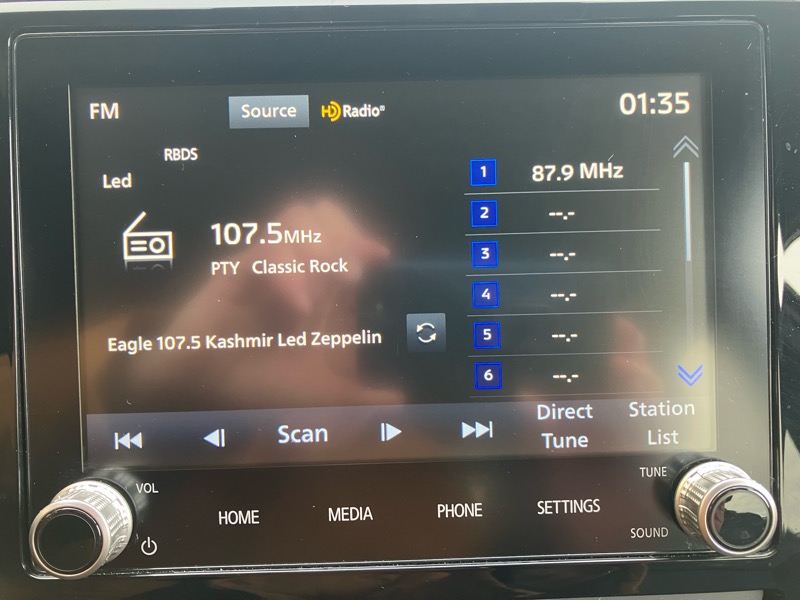 FM
Source
HD Radio®
01:35
RBDS
Led
107.5MHz
PTY Classic Rock
Eagle 107.5 Kashmir Led Zeppelin
1 87.9 MHz
2 --.-
3 --.-
4 --.-
5 --.-
6 --.-
Scan
Direct
Tune
Station
List
VOL
HOME
MEDIA
PHONE
SETTINGS
TUNE
SOUND